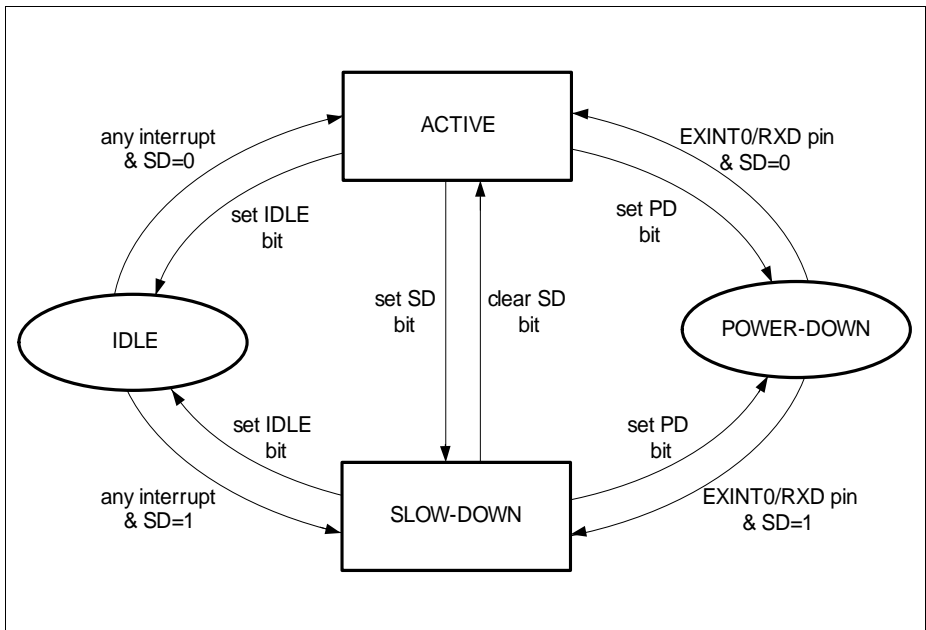 ACTIVE
any interrupt
& SD=0
EXINT0/RXD pin
& SD=0
set IDLE
bit
set PD
bit
set SD
bit
clear SD
bit
IDLE
POWER-DOWN
set IDLE
bit
set PD
bit
any interrupt
& SD=1
SLOW-DOWN
EXINT0/RXD pin
& SD=1